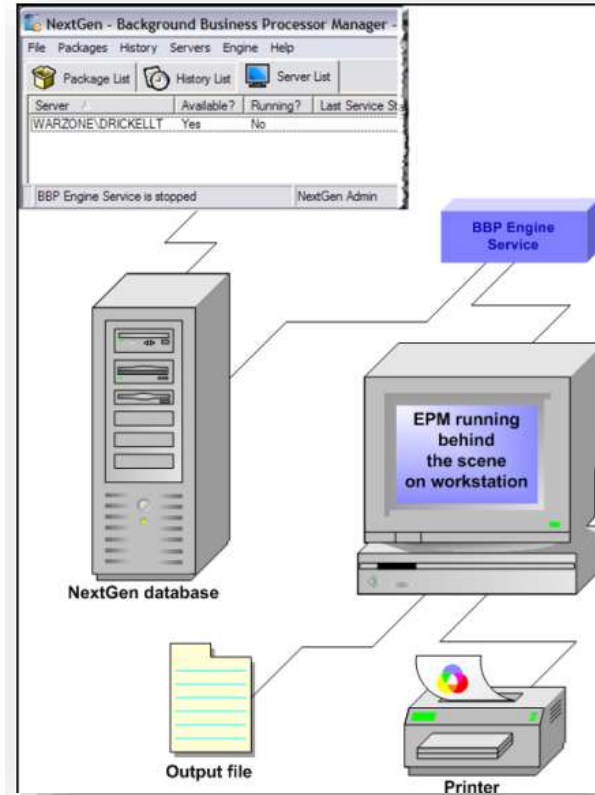 NextGen - Background Business Processor Manager -
File Packages History Servers Engine Help
Package List History List Server List
Server Available? Running? Last Service Sta
WARZONE\DRICKELLT Yes No
BBP Engine Service is stopped NextGen Admin
BBP Engine
Service
EPM running
behind
the scene
on workstation
NextGen database
Output file
Printer